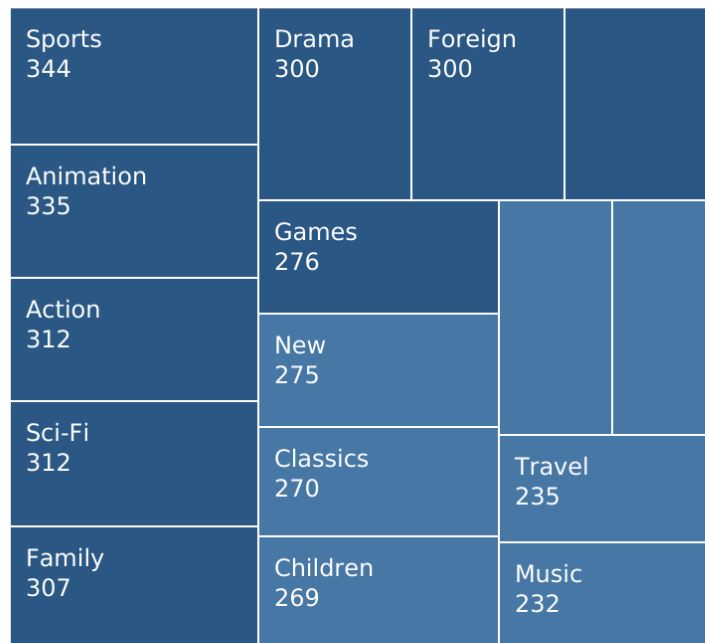 Sports
344
Animation
335
Action
312
Sci-Fi
312
Family
307
Drama
300
Foreign
300
Games
276
New
275
Classics
270
Children
269
Travel
235
Music
232